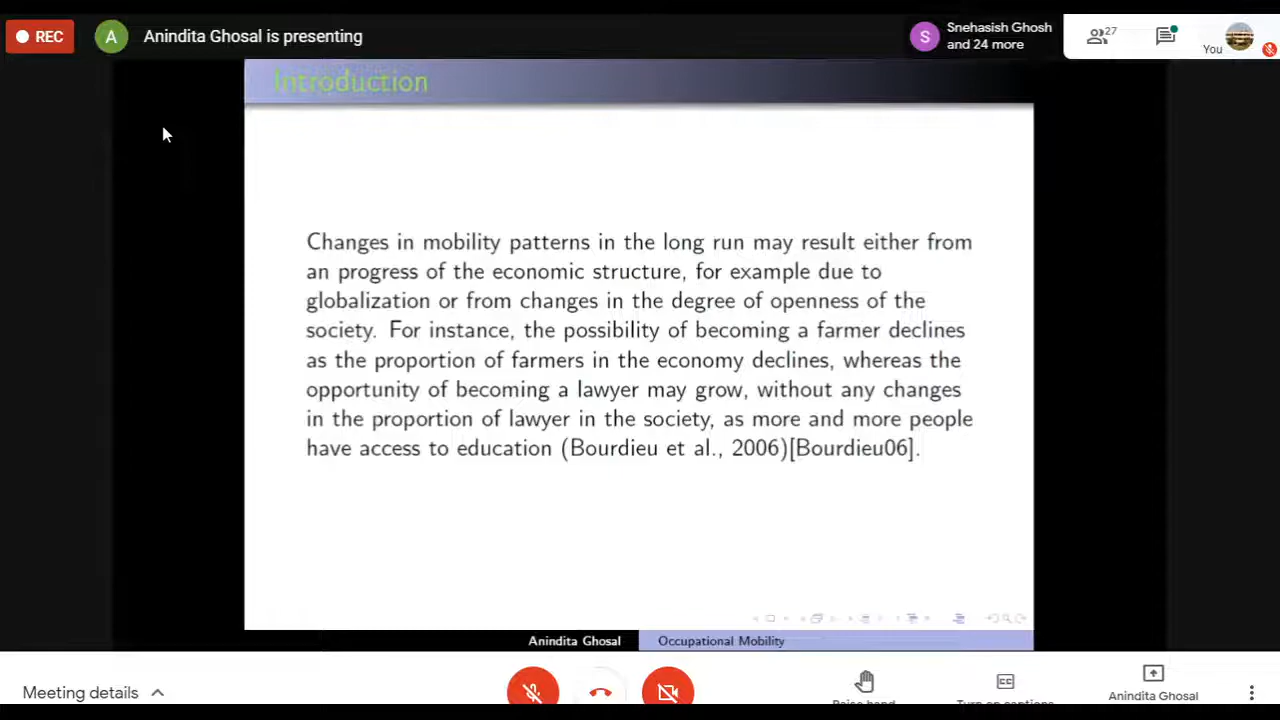 REC
A
Anindita Ghosal is presenting
S
Snehasish Ghosh
and 24 more
27
You
Introduction
Changes in mobility patterns in the long run may result either from
an progress of the economic structure, for example due to
globalization or from changes in the degree of openness of the
society. For instance, the possibility of becoming a farmer declines
as the proportion of farmers in the economy declines, whereas the
opportunity of becoming a lawyer may grow, without any changes
in the proportion of lawyer in the society, as more and more people
have access to education (Bourdieu et al., 2006)[Bourdieu06].
Anindita Ghosal
Occupational Mobility
Meeting details
Raise hand
CC
Turn on captions
Anindita Ghosal